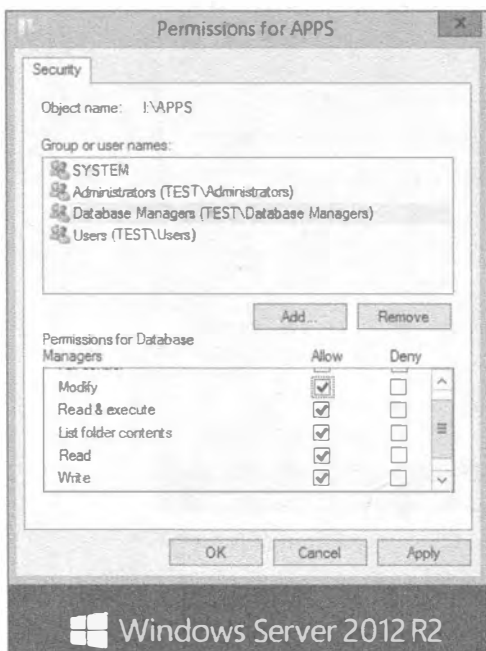 Permissions for APPS
Security
Object name: I:\APPS
Group or user names:
SYSTEM
Administrators (TEST\Administrators)
Database Managers (TEST\Database Managers)
Users (TEST\Users)
Add... Remove
Permissions for Database
Managers Allow Deny
Modify
Read & execute
List folder contents
Read
Write
OK Cancel Apply
Windows Server 2012 R2